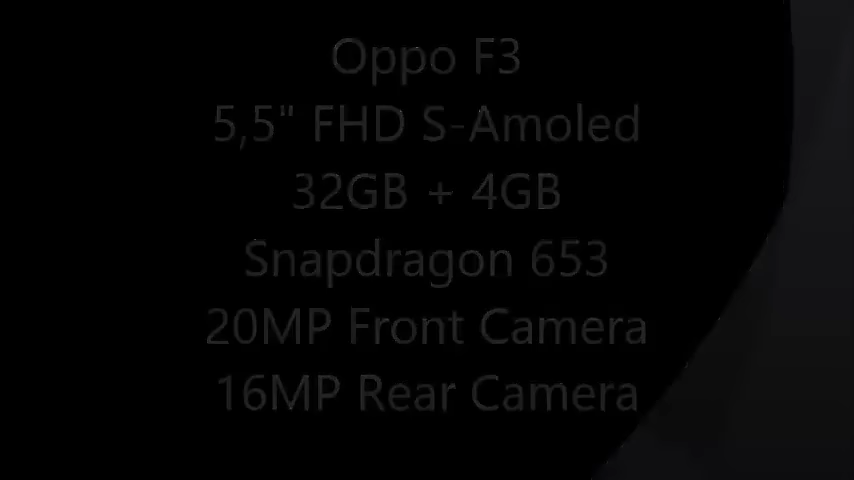 Oppo F3
5,5" FHD S-Amoled
32GB + 4GB
Snapdragon 653
20MP Front Camera
16MP Rear Camera